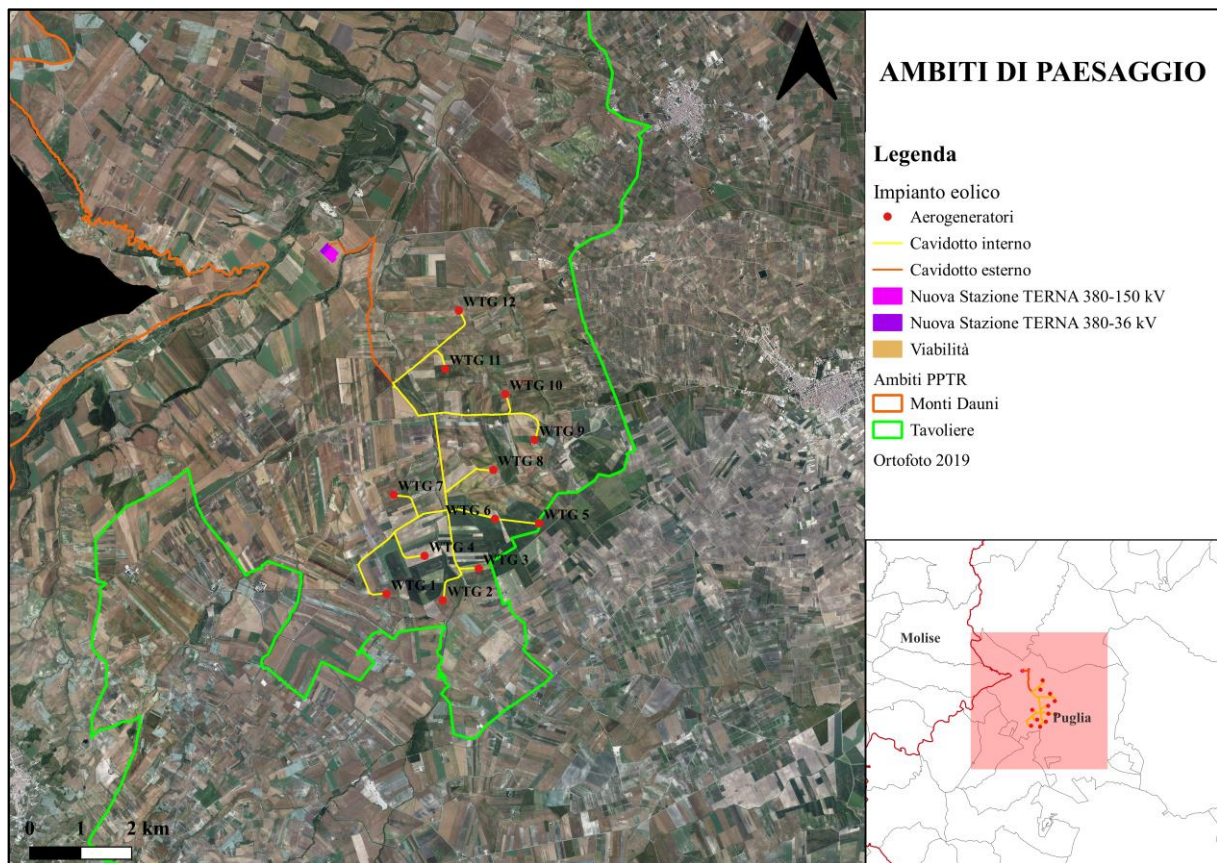 AMBITI DI PAESAGGIO
Legenda
Impianto eolico
Aerogeneratori
Cavidotto interno
Cavidotto esterno
Nuova Stazione TERNA 380-150 kV
Nuova Stazione TERNA 380-36 kV
Viabilità
Ambiti PPTR
Monti Dauni
Tavoliere
Ortofoto 2019
WTG 12
WTG 11
WTG 10
WTG 9
WTG 8
WTG 7
WTG 6
WTG 5
WTG 4
WTG 3
WTG 1
WTG 2
0 1 2 km
Molise
Puglia